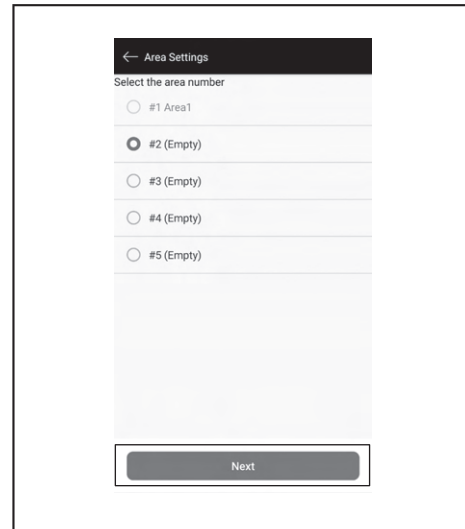 ← Area Settings
Select the area number
#1 Area1
#2 (Empty)
#3 (Empty)
#4 (Empty)
#5 (Empty)
Next